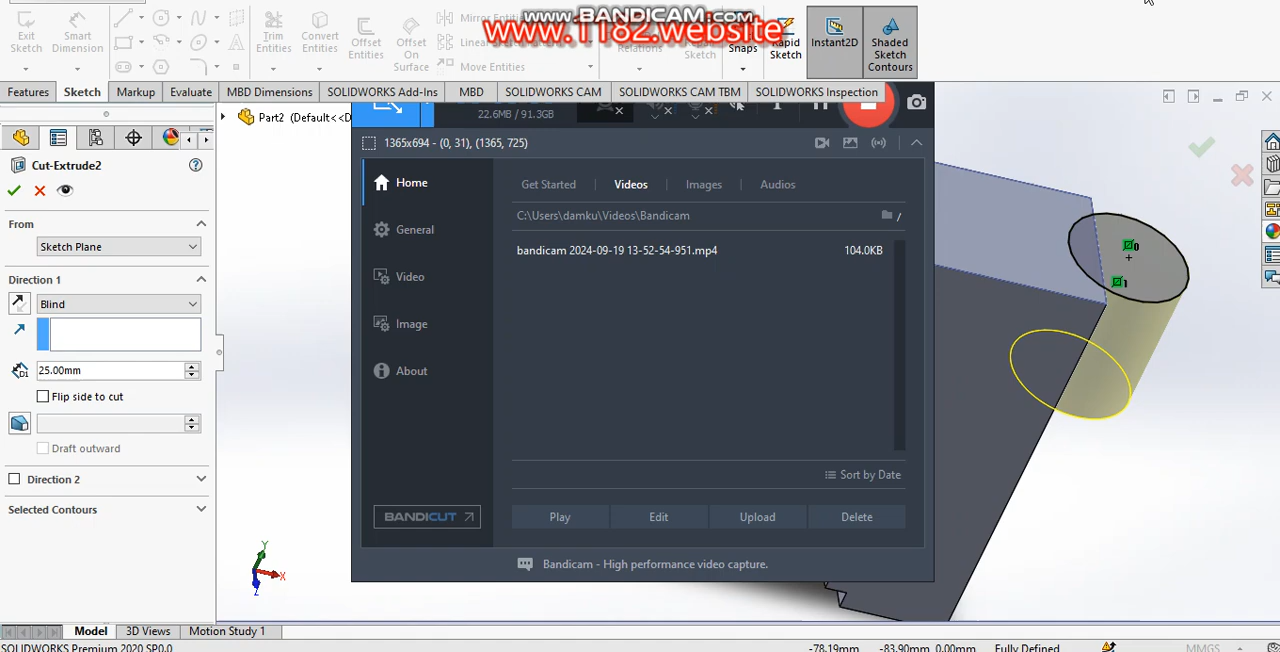 www.BANDICAM.com
www.1182.website
Exit Sketch
Smart Dimension
Trim Entities
Convert Entities
Offset Entities
Offset On Surface
Mirror Entities
Linear Sketch
Move Entities
Relations
Sketch
Snaps
Rapid Sketch
Instant2D
Shaded Sketch Contours
Features
Sketch
Markup
Evaluate
MBD Dimensions
SOLIDWORKS Add-Ins
MBD
SOLIDWORKS CAM
SOLIDWORKS CAM TBM
SOLIDWORKS Inspection
22.6MB / 91.3GB
Part2 (Default<<D
1365x694 - (0, 31), (1365, 725)
Cut-Extrude2
From
Sketch Plane
Direction 1
Blind
D1
25.00mm
Flip side to cut
Draft outward
Direction 2
Selected Contours
Home
General
Video
Image
About
BANDICUT
Get Started
Videos
Images
Audios
C:\Users\damku\Videos\Bandicam
/
bandicam 2024-09-19 13-52-54-951.mp4
104.0KB
Sort by Date
Play
Edit
Upload
Delete
Bandicam - High performance video capture.
0
1
Y
X
Z
Model
3D Views
Motion Study 1
SOLIDWORKS Premium 2020 SP0.0
-78.19mm
-83.90mm
0.00mm
Fully Defined
MMGS